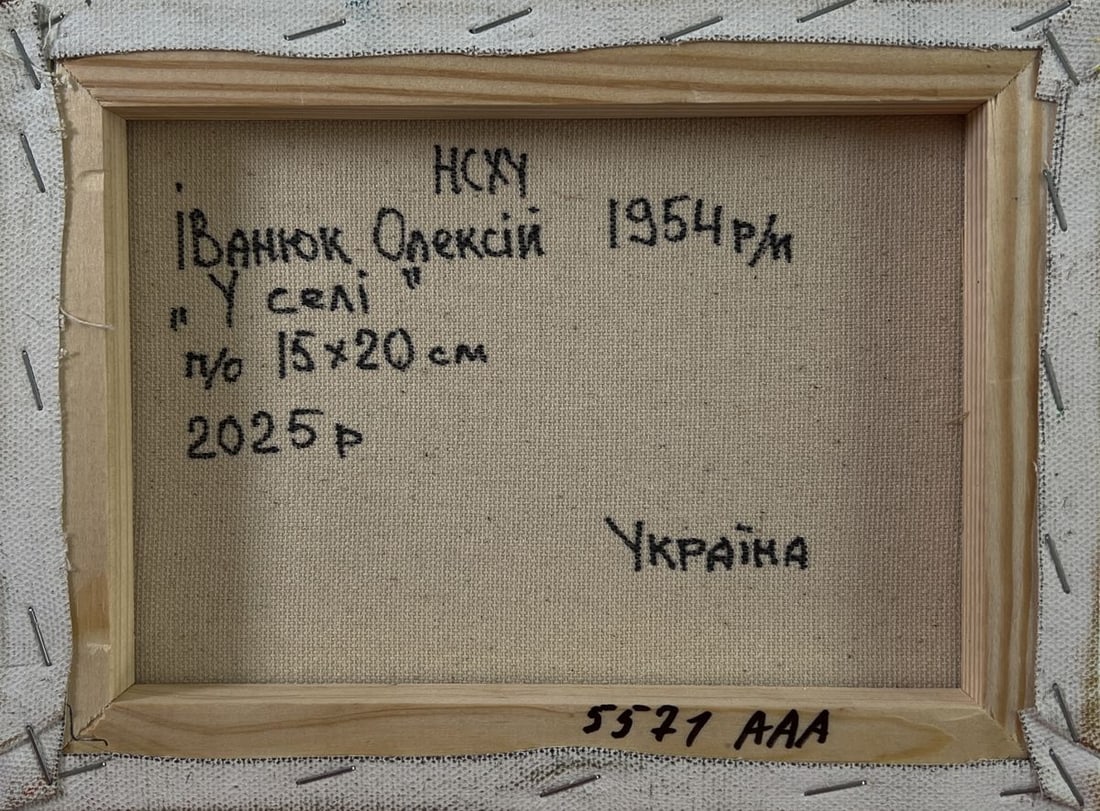 НСХУ
Іванюк Олексій 1954 р/н
„У селі"
п/о 15×20 см
2025 р
Україна
5571 ААА